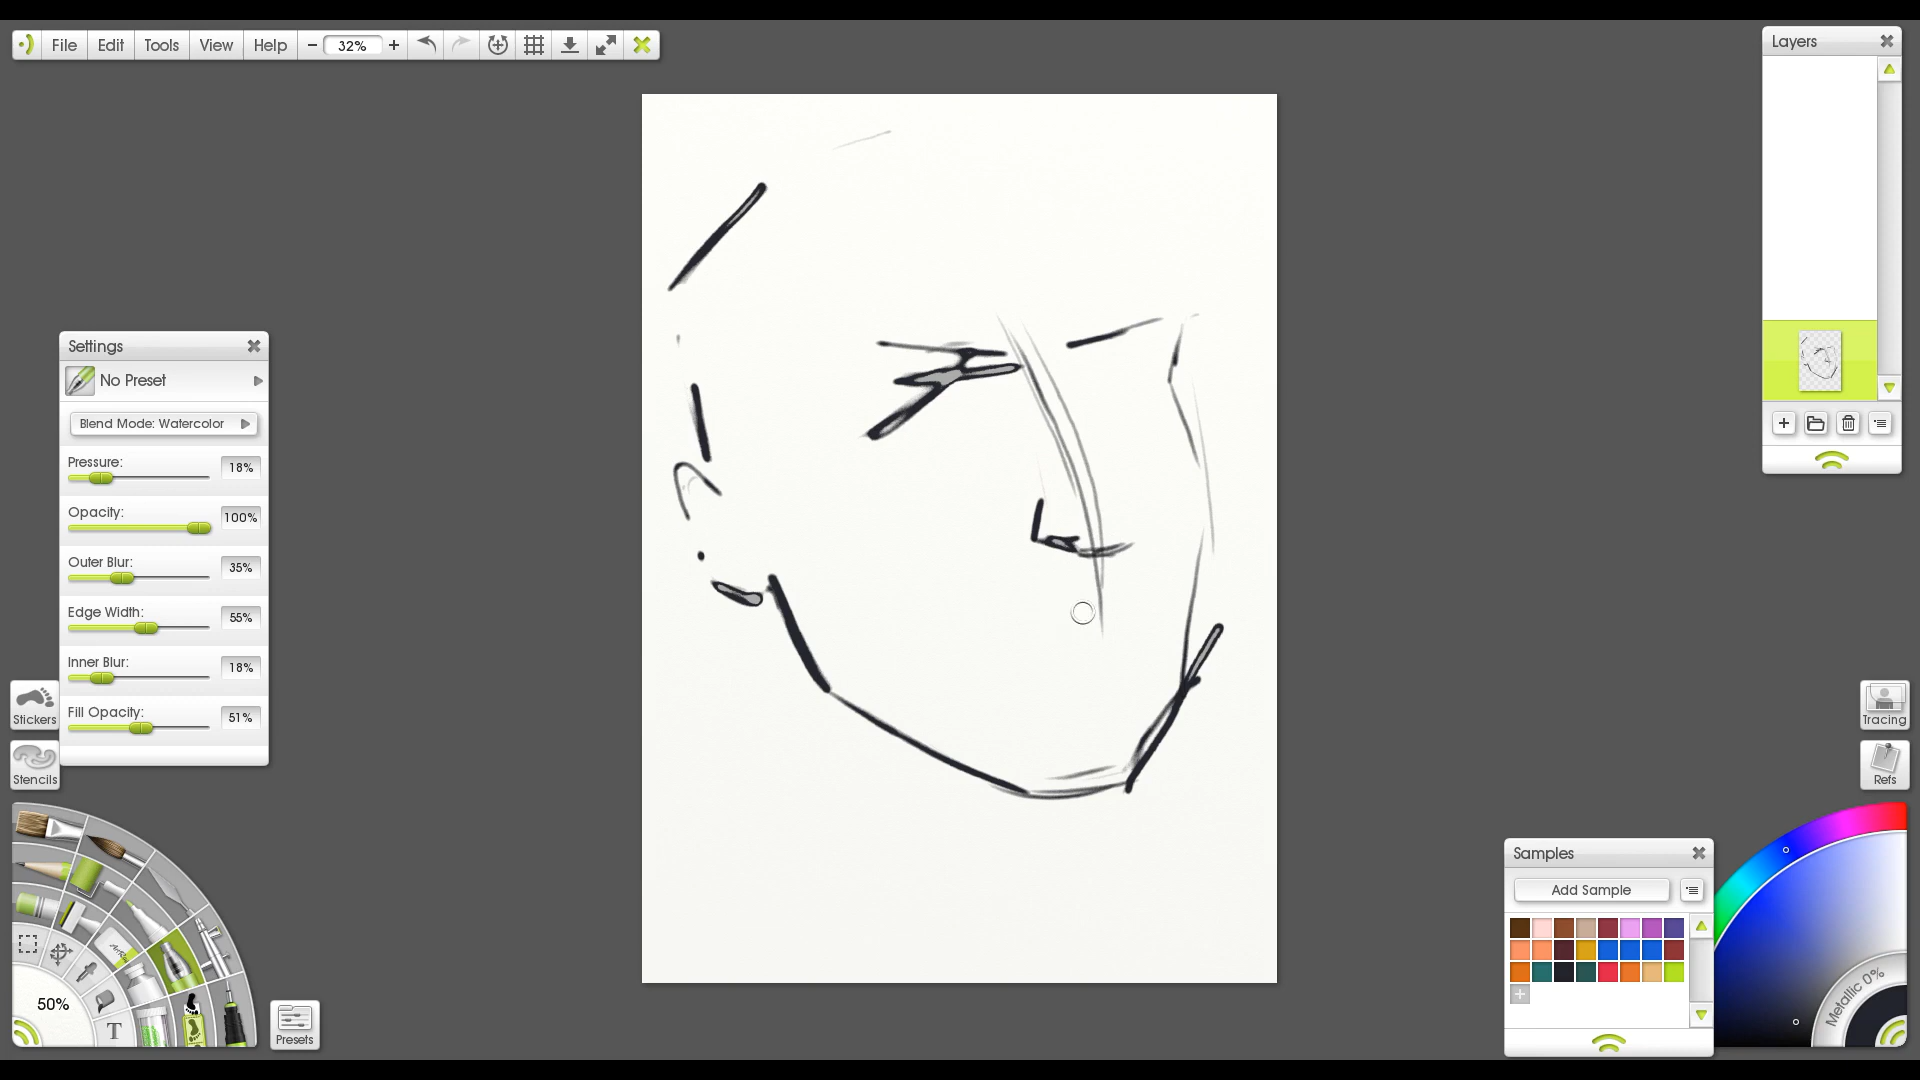 File Edit Tools View Help − 32% +
Layers
Settings
No Preset
Blend Mode: Watercolor
Pressure: 18%
Opacity: 100%
Outer Blur: 35%
Edge Width: 55%
Inner Blur: 18%
Fill Opacity: 51%
Stickers
Stencils
Tracing
Refs
Samples
Add Sample
Metallic 0%
50%
T
Presets